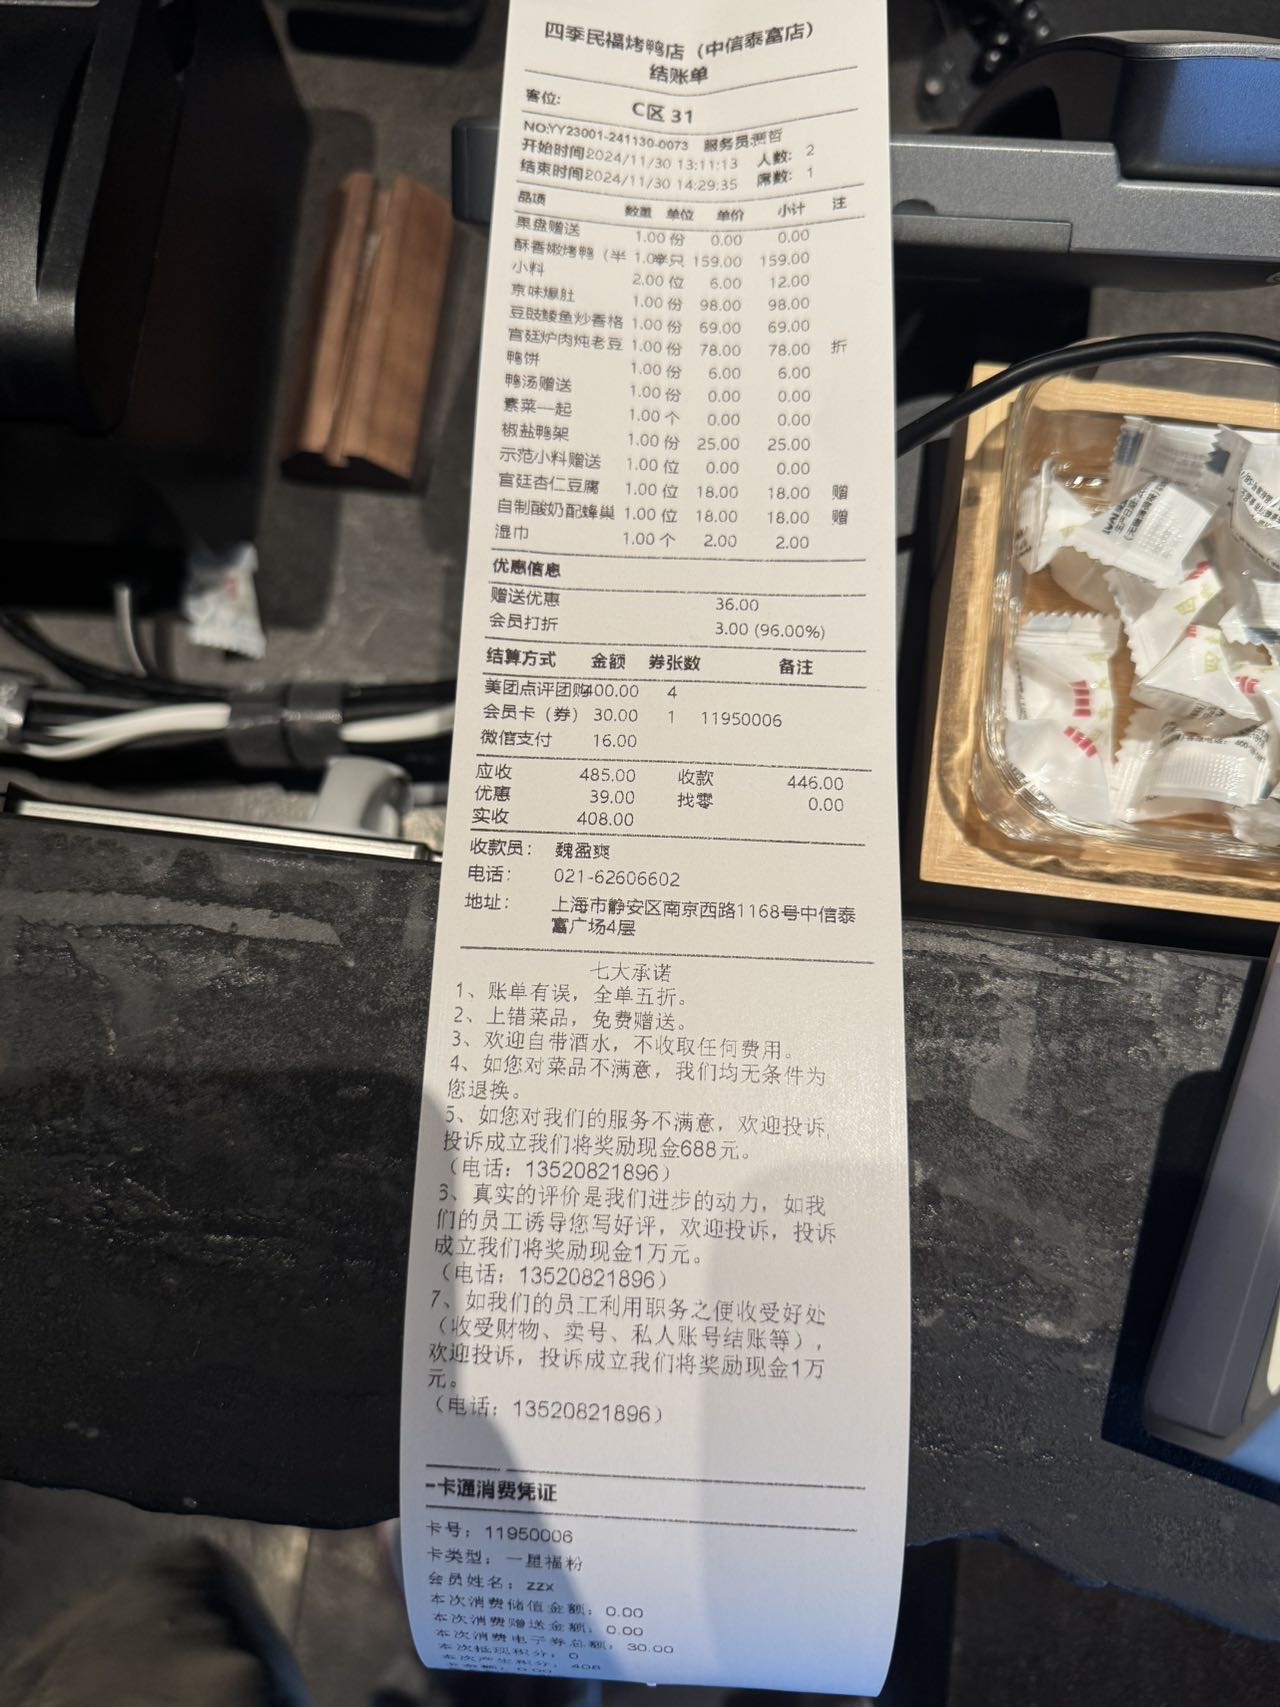 四季民福烤鸭店（中信泰富店）
结账单
客位: C区 31
NO:YY23001-241130-0073 服务员:贾哲
开始时间2024/11/30 13:11:13 人数: 2
结束时间2024/11/30 14:29:35 席数: 1
品项 数量 单位 单价 小计 注
果盘赠送 1.00 份 0.00 0.00
酥香嫩烤鸭（半 1.00 半只 159.00 159.00
小料 2.00 位 6.00 12.00
京味爆肚 1.00 份 98.00 98.00
豆豉鲮鱼炒香格 1.00 份 69.00 69.00
宫廷炉肉炖老豆 1.00 份 78.00 78.00 折
鸭饼 1.00 份 6.00 6.00
鸭汤赠送 1.00 份 0.00 0.00
素菜一起 1.00 个 0.00 0.00
椒盐鸭架 1.00 份 25.00 25.00
示范小料赠送 1.00 位 0.00 0.00
宫廷杏仁豆腐 1.00 位 18.00 18.00 赠
自制酸奶配蜂巢 1.00 位 18.00 18.00 赠
湿巾 1.00 个 2.00 2.00
优惠信息
赠送优惠 36.00
会员打折 3.00 (96.00%)
结算方式 金额 券张数 备注
美团点评团购400.00 4
会员卡（券） 30.00 1 11950006
微信支付 16.00
应收 485.00 收款 446.00
优惠 39.00 找零 0.00
实收 408.00
收款员: 魏盈爽
电话: 021-62606602
地址: 上海市静安区南京西路1168号中信泰
富广场4层
七大承诺
1、账单有误，全单五折。
2、上错菜品，免费赠送。
3、欢迎自带酒水，不收取任何费用。
4、如您对菜品不满意，我们均无条件为
您退换。
5、如您对我们的服务不满意，欢迎投诉,
投诉成立我们将奖励现金688元。
（电话：13520821896）
6、真实的评价是我们进步的动力，如我
们的员工诱导您写好评，欢迎投诉，投诉
成立我们将奖励现金1万元。
（电话：13520821896）
7、如我们的员工利用职务之便收受好处
（收受财物、卖号、私人账号结账等），
欢迎投诉，投诉成立我们将奖励现金1万
元。
（电话：13520821896）
一卡通消费凭证
卡号：11950006
卡类型：一星福粉
会员姓名：zzx
本次消费储值金额：0.00
本次消费赠送金额：0.00
本次消费电子券总额：30.00
本次抵现积分：0
本次产生积分：408